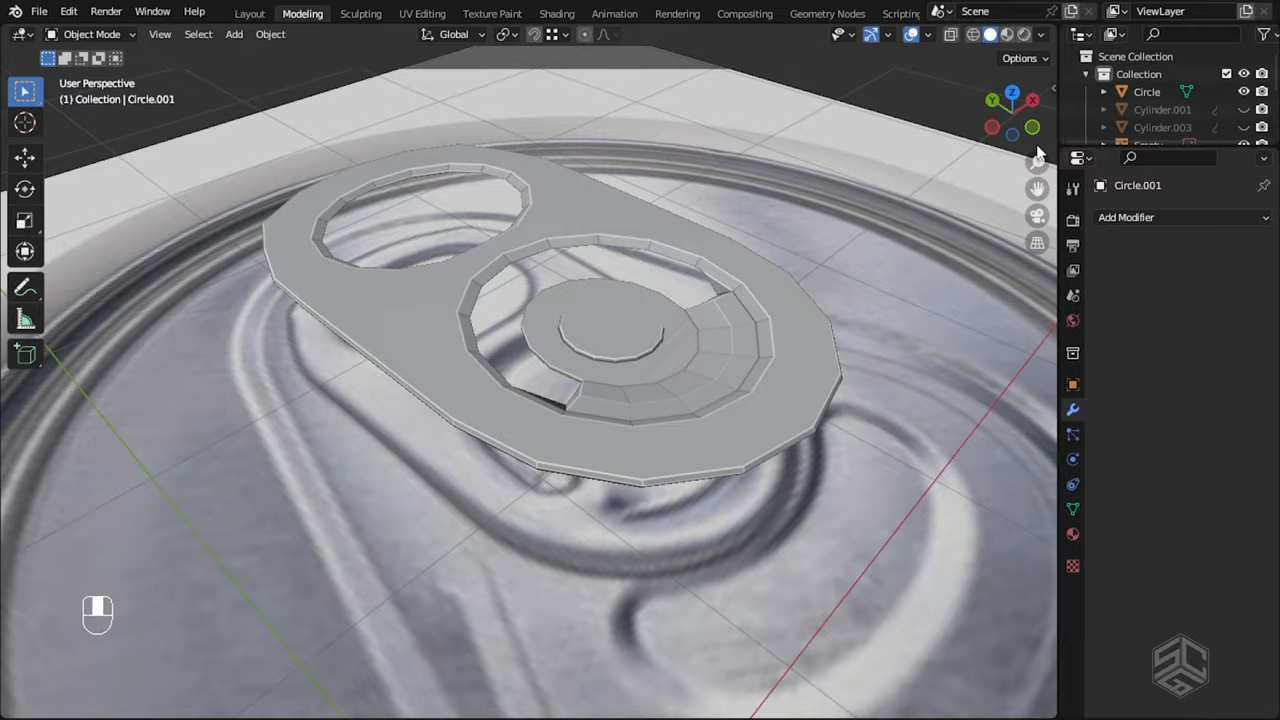 File Edit Render Window Help Layout Modeling Sculpting UV Editing Texture Paint Shading Animation Rendering Compositing Geometry Nodes Scripting Scene ViewLayer
Object Mode View Select Add Object Global
Options
User Perspective
(1) Collection | Circle.001
Z
Y
X
Scene Collection
Collection
Circle
Cylinder.001
Cylinder.003
Circle.001
Add Modifier